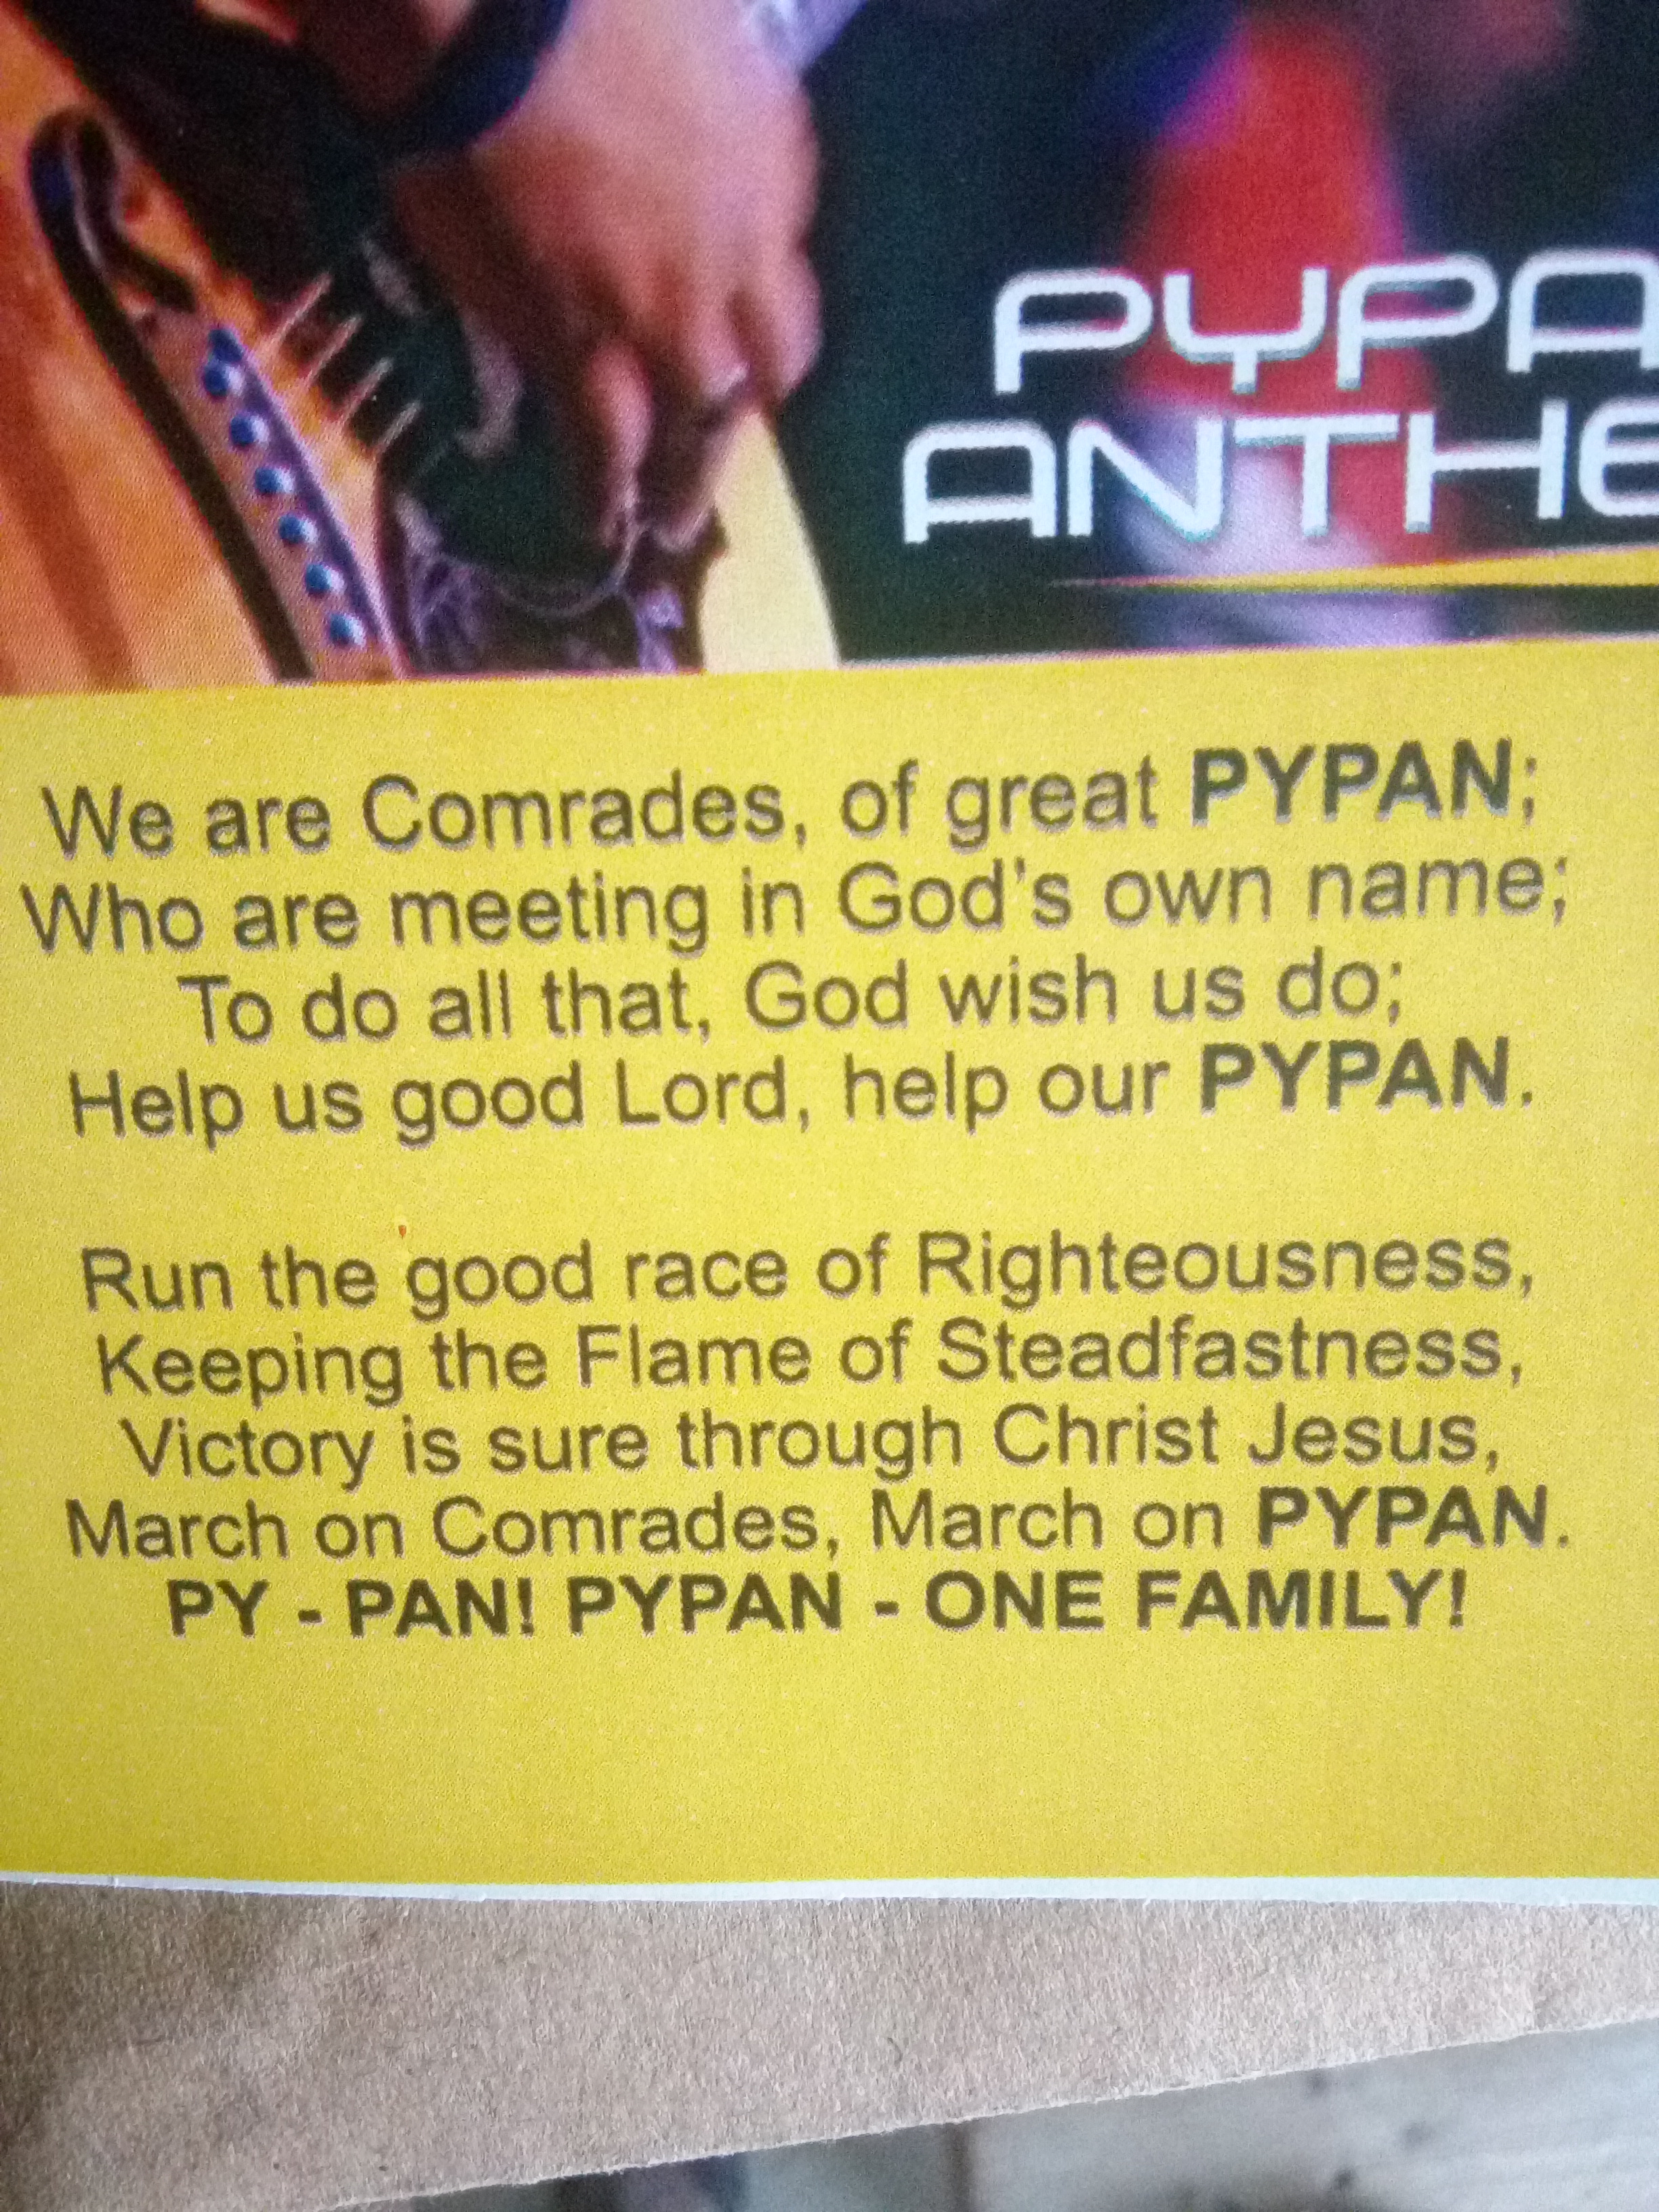 PYPA
ANTHE
We are Comrades, of great PYPAN;
Who are meeting in God's own name;
To do all that, God wish us do;
Help us good Lord, help our PYPAN.
Run the good race of Righteousness,
Keeping the Flame of Steadfastness,
Victory is sure through Christ Jesus,
March on Comrades, March on PYPAN.
PY - PAN! PYPAN - ONE FAMILY!